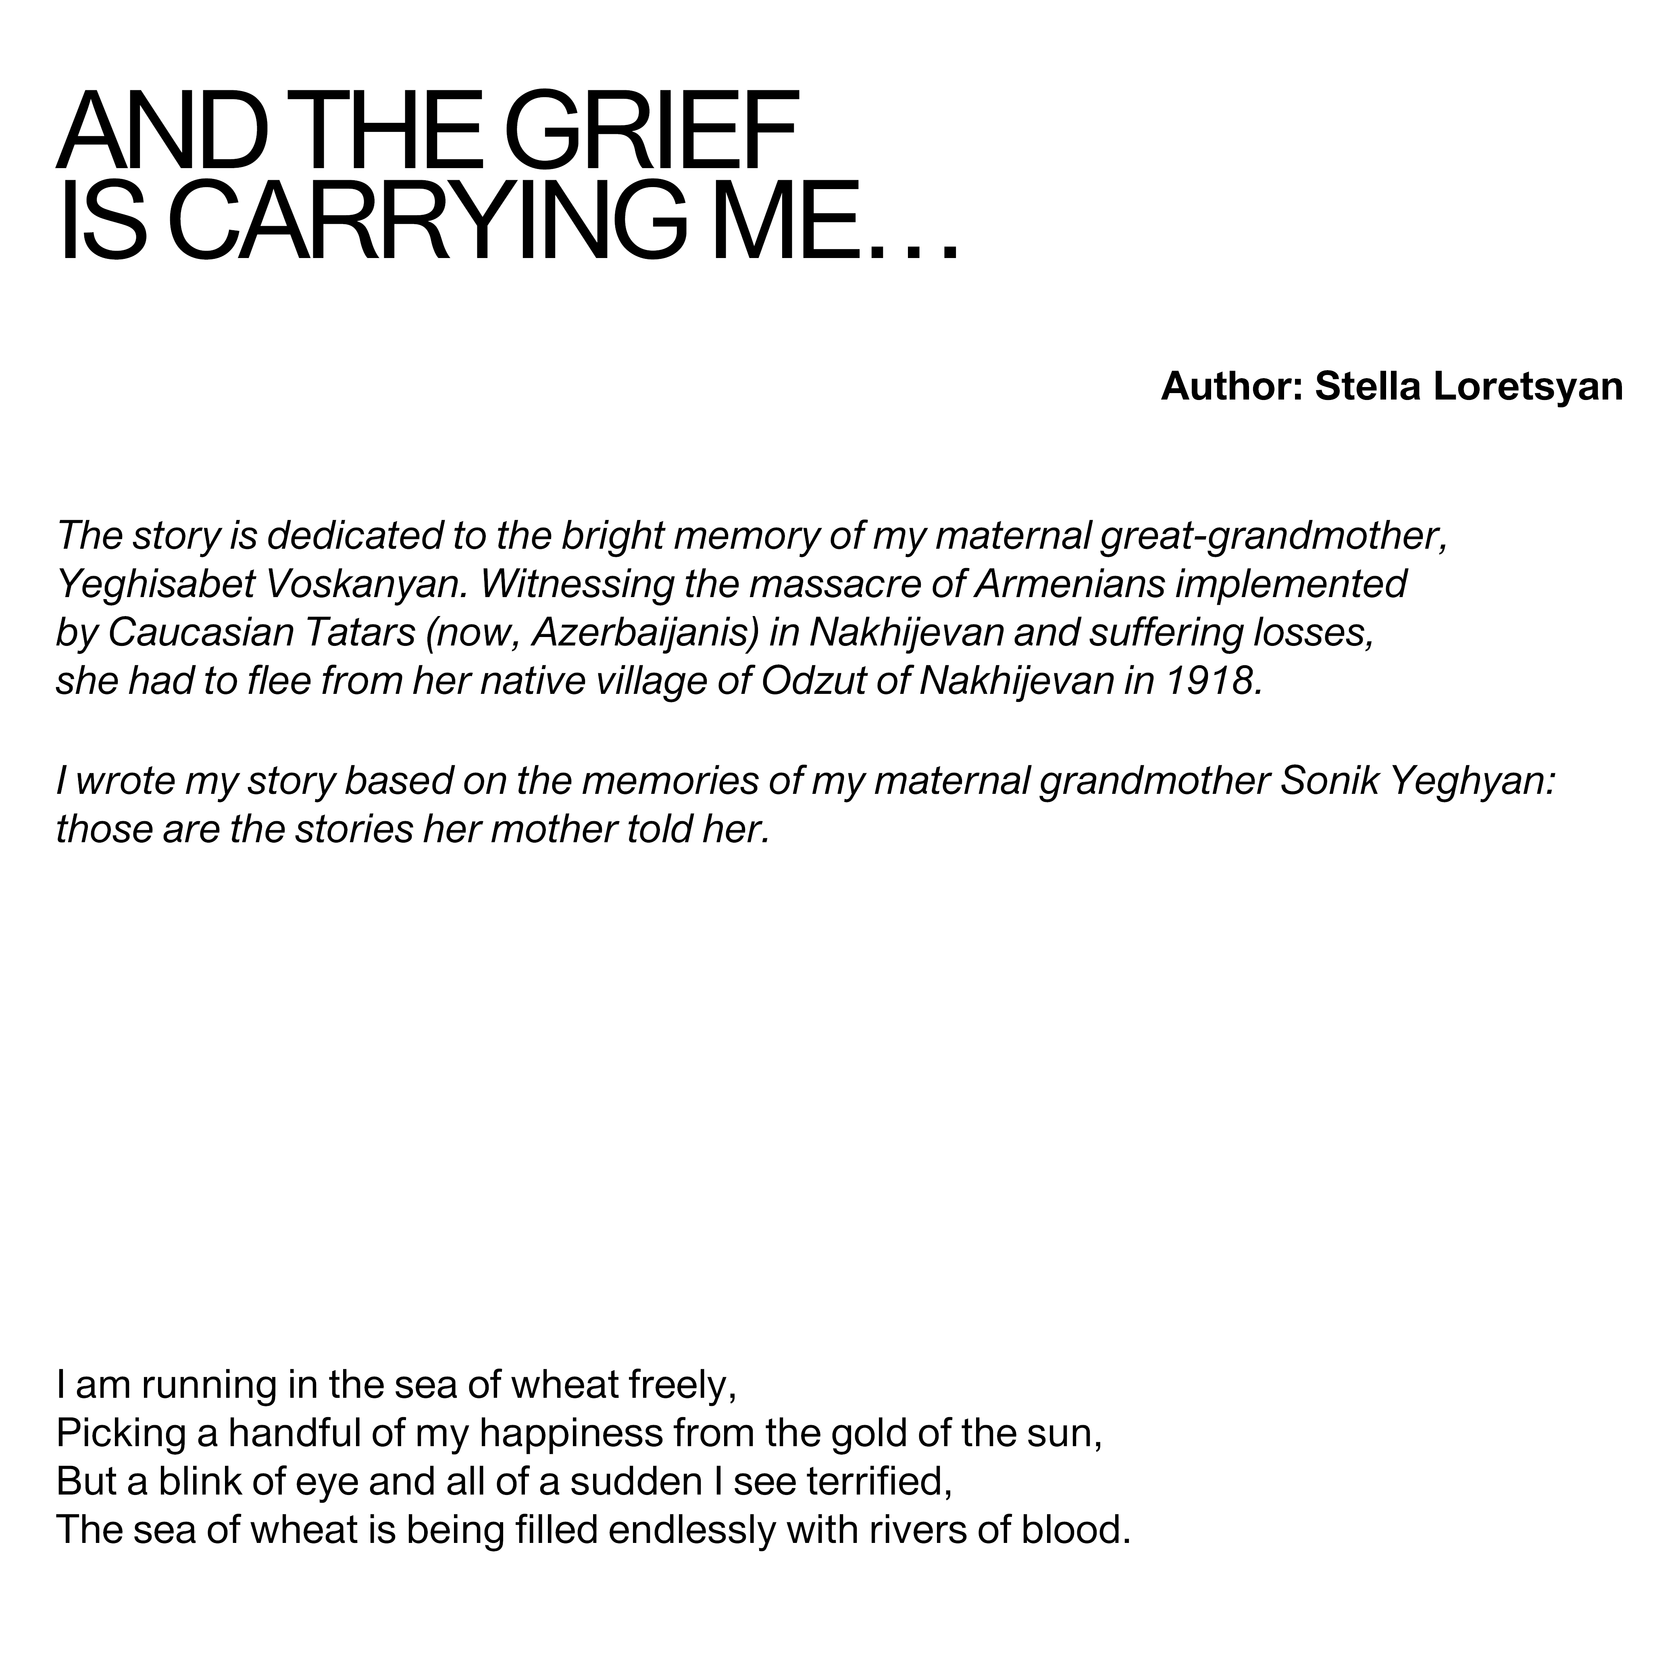 AND THE GRIEF
IS CARRYING ME...
Author: Stella Loretsyan
The story is dedicated to the bright memory of my maternal great-grandmother,
Yeghisabet Voskanyan. Witnessing the massacre of Armenians implemented
by Caucasian Tatars (now, Azerbaijanis) in Nakhijevan and suffering losses,
she had to flee from her native village of Odzut of Nakhijevan in 1918.
I wrote my story based on the memories of my maternal grandmother Sonik Yeghyan:
those are the stories her mother told her.
I am running in the sea of wheat freely,
Picking a handful of my happiness from the gold of the sun,
But a blink of eye and all of a sudden I see terrified,
The sea of wheat is being filled endlessly with rivers of blood.